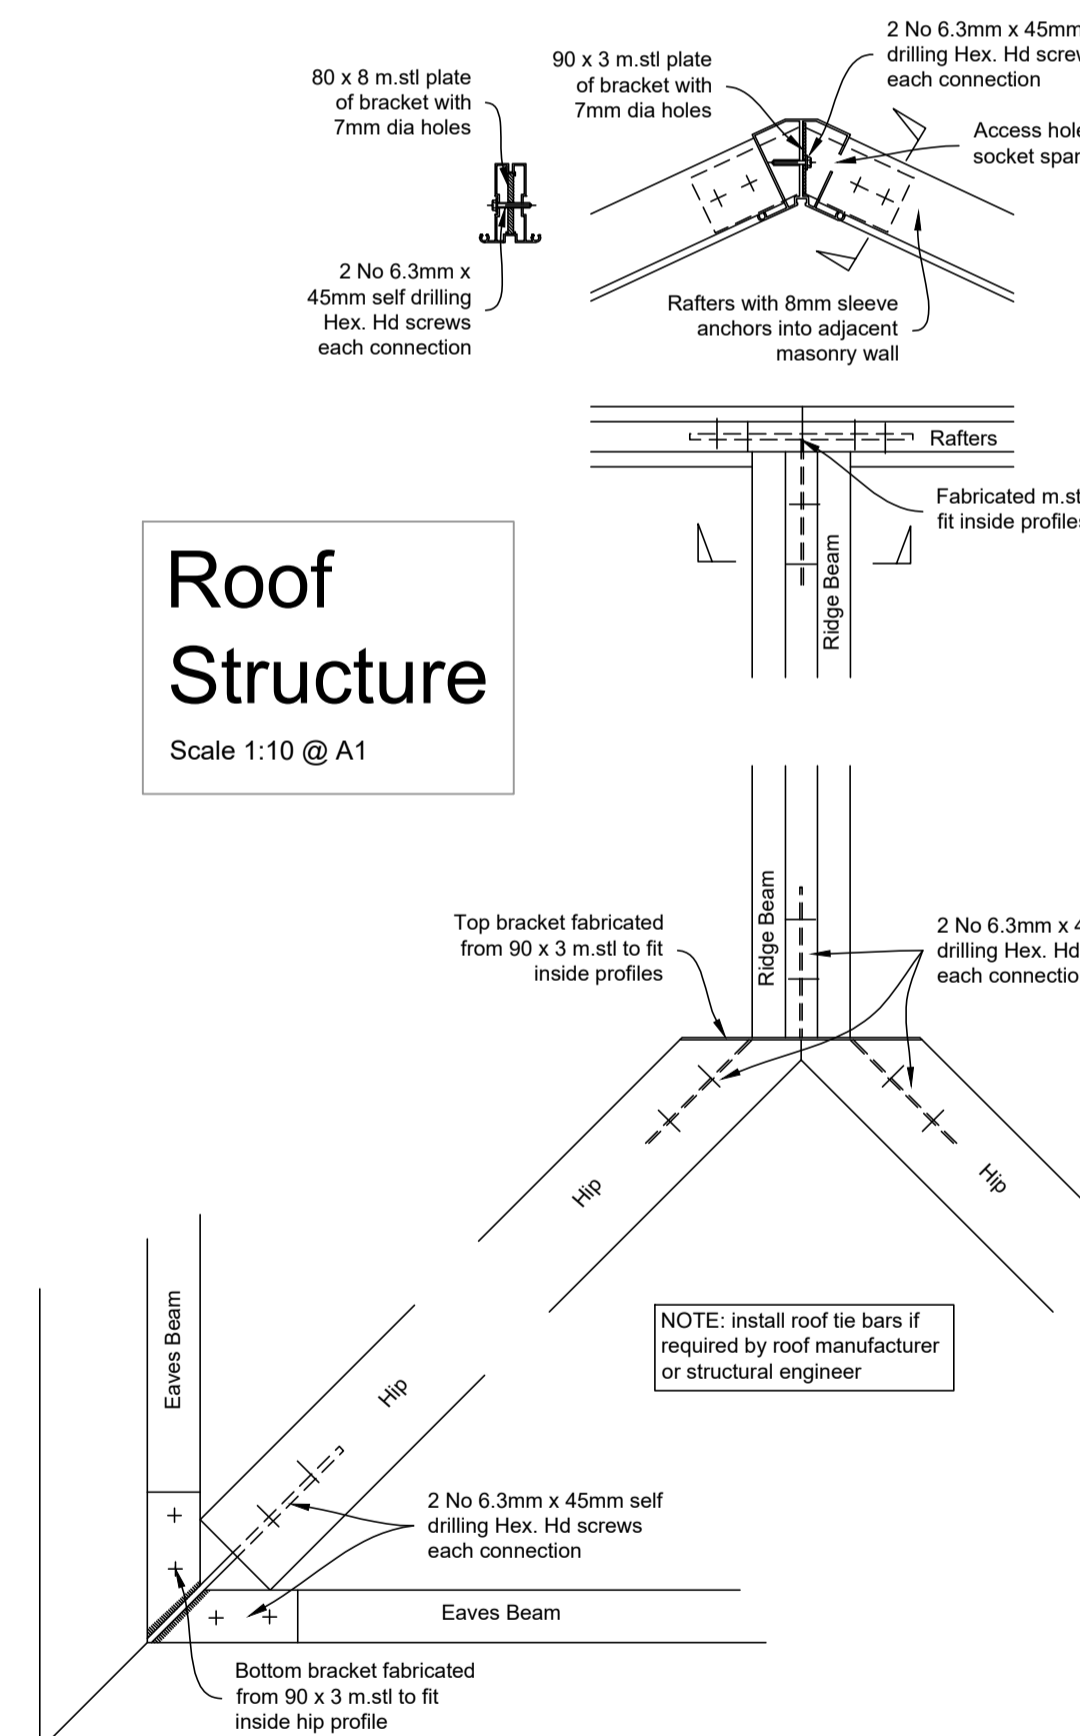 80 x 8 m.stl plate
of bracket with
7mm dia holes
90 x 3 m.stl plate
of bracket with
7mm dia holes
2 No 6.3mm x 45mm
drilling Hex. Hd
each connection
Access
socket
2 No 6.3mm x
45mm self drilling
Hex. Hd screws
each connection
Rafters with 8mm sleeve
anchors into adjacent
masonry wall
Rafters
Fabricated
fit inside
Ridge Beam
Roof
Structure
Scale 1:10 @ A1
Ridge Beam
Top bracket fabricated
from 90 x 3 m.stl to fit
inside profiles
2 No 6.3mm x
drilling Hex. Hd
each
Hip
Hip
NOTE: install roof tie bars if
required by roof manufacturer
or structural engineer
Eaves Beam
Hip
2 No 6.3mm x 45mm self
drilling Hex. Hd screws
each connection
Eaves Beam
Bottom bracket fabricated
from 90 x 3 m.stl to fit
inside hip profile